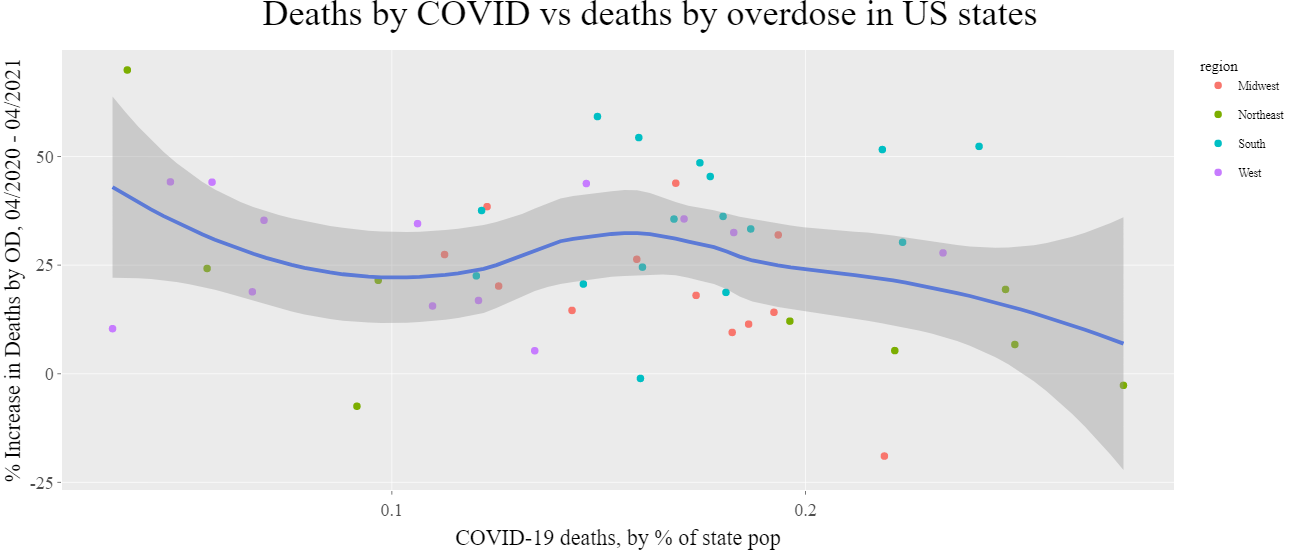 Deaths by COVID vs deaths by overdose in US states
% Increase in Deaths by OD, 04/2020 - 04/2021
50
25
0
-25
0.1
0.2
COVID-19 deaths, by % of state pop
region
Midwest
Northeast
South
West